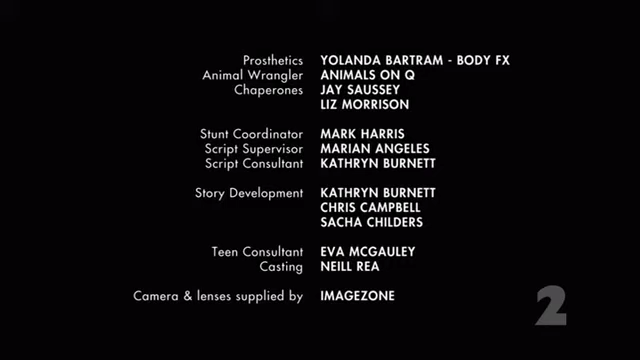 Prosthetics YOLANDA BARTRAM - BODY FX
Animal Wrangler ANIMALS ON Q
Chaperones JAY SAUSSEY
LIZ MORRISON
Stunt Coordinator MARK HARRIS
Script Supervisor MARIAN ANGELES
Script Consultant KATHRYN BURNETT
Story Development KATHRYN BURNETT
CHRIS CAMPBELL
SACHA CHILDERS
Teen Consultant EVA MCGAULEY
Casting NEILL REA
Camera & lenses supplied by IMAGEZONE
2